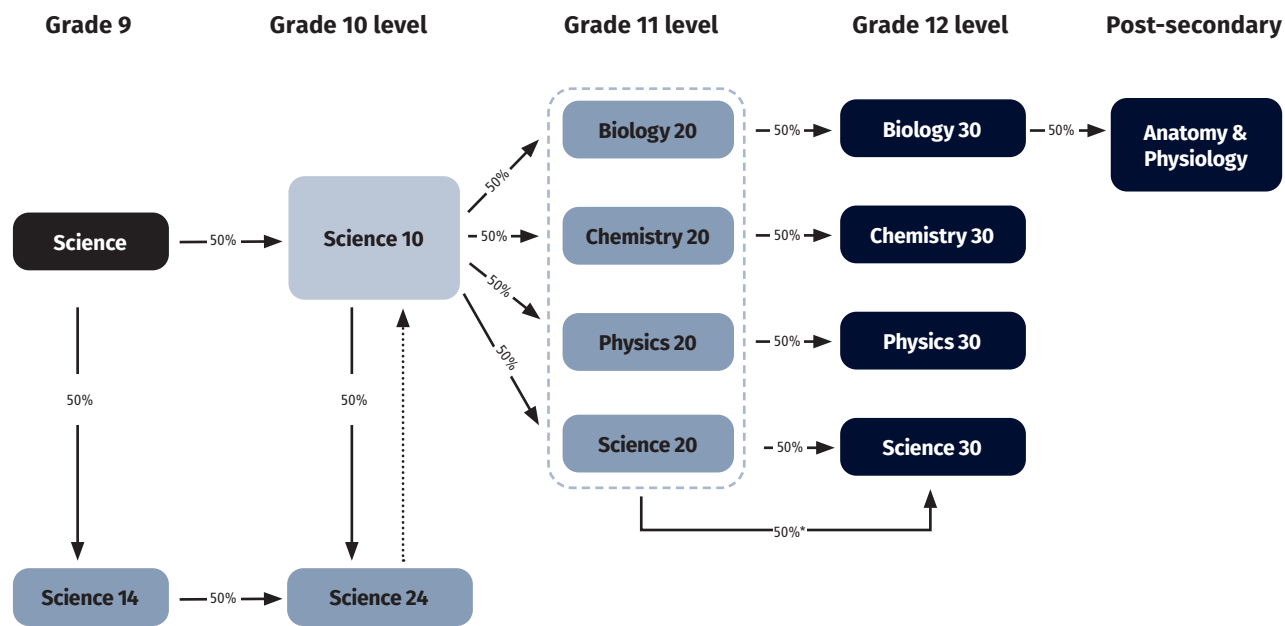 Grade 9
Grade 10 level
Grade 11 level
Grade 12 level
Post-secondary
Biology 20
50%
Biology 30
50%
Anatomy &
Physiology
50%
Science
50%
Science 10
50%
Chemistry 20
50%
Chemistry 30
50%
Physics 20
50%
Physics 30
50%
50%
50%
Science 20
50%
Science 30
50%*
Science 14
50%
Science 24